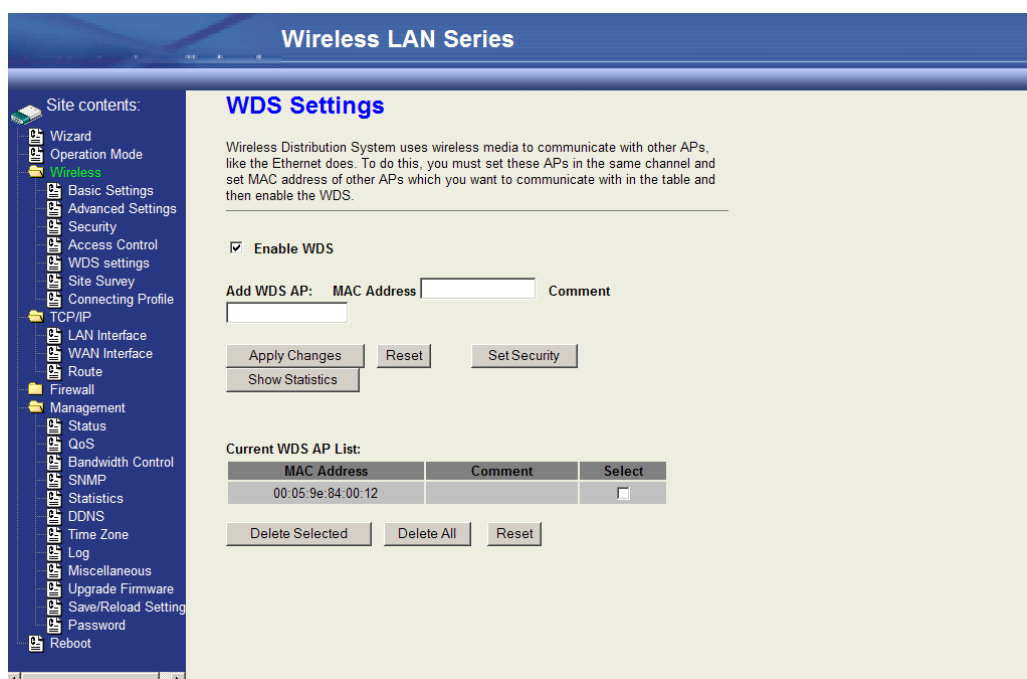 Wireless LAN Series
Site contents:
Wizard
Operation Mode
Wireless
Basic Settings
Advanced Settings
Security
Access Control
WDS settings
Site Survey
Connecting Profile
TCP/IP
LAN Interface
WAN Interface
Route
Firewall
Management
Status
QoS
Bandwidth Control
SNMP
Statistics
DDNS
Time Zone
Log
Miscellaneous
Upgrade Firmware
Save/Reload Setting
Password
Reboot
WDS Settings
Wireless Distribution System uses wireless media to communicate with other APs,
like the Ethernet does. To do this, you must set these APs in the same channel and
set MAC address of other APs which you want to communicate with in the table and
then enable the WDS.
Enable WDS
Add WDS AP: MAC Address Comment
Apply Changes Reset Set Security
Show Statistics
Current WDS AP List:
MAC Address Comment Select
00:05:9e:84:00:12
Delete Selected Delete All Reset